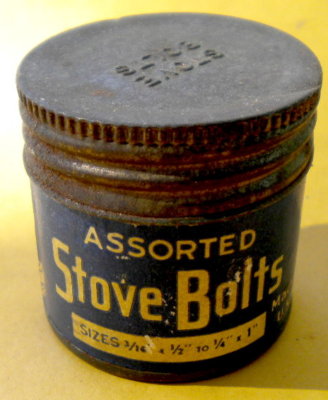 ASSORTED
Stove Bolts
SIZES 3/16" x 1/2" TO 1/4" x 1"